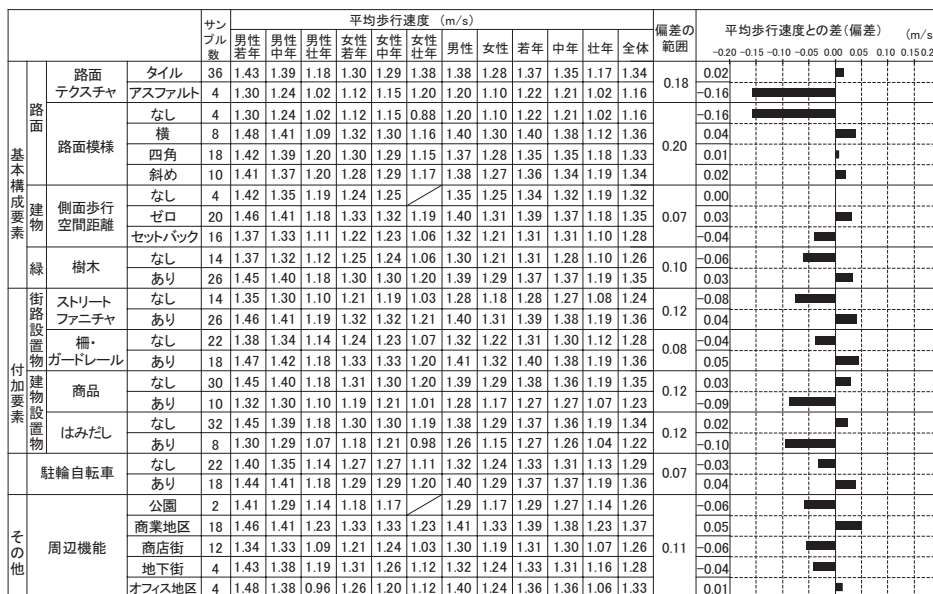 サンプル数 平均歩行速度 (m/s) 偏差の範囲 平均歩行速度との差(偏差) (m/s
男性若年 男性中年 男性壮年 女性若年 女性中年 女性壮年 男性 女性 若年 中年 壮年 全体 -0.20 -0.15 -0.10 -0.05 0.00 0.05 0.10 0.15 0.20
基本構成要素 路面 路面テクスチャ タイル 36 1.43 1.39 1.18 1.30 1.29 1.38 1.38 1.28 1.37 1.35 1.17 1.34 0.18 0.02
アスファルト 4 1.30 1.24 1.02 1.12 1.15 1.20 1.20 1.10 1.22 1.21 1.02 1.16 -0.16
路面模様 なし 4 1.30 1.24 1.02 1.12 1.15 0.88 1.20 1.10 1.22 1.21 1.02 1.16 0.20 -0.16
横 8 1.48 1.41 1.09 1.32 1.30 1.16 1.40 1.30 1.40 1.38 1.12 1.36 0.04
四角 18 1.42 1.39 1.20 1.30 1.29 1.15 1.37 1.28 1.35 1.35 1.18 1.33 0.01
斜め 10 1.41 1.37 1.20 1.28 1.29 1.17 1.38 1.27 1.36 1.34 1.19 1.34 0.02
建物 側面歩行空間距離 なし 4 1.42 1.35 1.19 1.24 1.25 1.35 1.25 1.34 1.32 1.19 1.32 0.07 0.00
ゼロ 20 1.46 1.41 1.18 1.33 1.32 1.19 1.40 1.31 1.39 1.37 1.18 1.35 0.03
セットバック 16 1.37 1.33 1.11 1.22 1.23 1.06 1.32 1.21 1.31 1.31 1.10 1.28 -0.04
緑 樹木 なし 14 1.37 1.32 1.12 1.25 1.24 1.06 1.30 1.21 1.31 1.28 1.10 1.26 0.10 -0.06
あり 26 1.45 1.40 1.18 1.30 1.30 1.20 1.39 1.29 1.37 1.37 1.19 1.35 0.03
付加要素 街路設置物 ストリートファニチャ なし 14 1.35 1.30 1.10 1.21 1.19 1.03 1.28 1.18 1.28 1.27 1.08 1.24 0.12 -0.08
あり 26 1.46 1.41 1.19 1.32 1.32 1.21 1.40 1.31 1.39 1.38 1.19 1.36 0.04
柵・ガードレール なし 22 1.38 1.34 1.14 1.24 1.23 1.07 1.32 1.22 1.31 1.30 1.12 1.28 0.08 -0.04
あり 18 1.47 1.42 1.18 1.33 1.33 1.20 1.41 1.32 1.40 1.38 1.19 1.36 0.05
建物設置物 商品 なし 30 1.45 1.40 1.18 1.31 1.30 1.20 1.39 1.29 1.38 1.36 1.19 1.35 0.12 0.03
あり 10 1.32 1.30 1.10 1.19 1.21 1.01 1.28 1.17 1.27 1.27 1.07 1.23 -0.09
はみだし なし 32 1.45 1.39 1.18 1.30 1.30 1.19 1.38 1.29 1.37 1.36 1.19 1.34 0.12 0.02
あり 8 1.30 1.29 1.07 1.18 1.21 0.98 1.26 1.15 1.27 1.26 1.04 1.22 -0.10
駐輪自転車 なし 22 1.40 1.35 1.14 1.27 1.27 1.11 1.32 1.24 1.33 1.31 1.13 1.29 0.07 -0.03
あり 18 1.44 1.41 1.18 1.29 1.29 1.20 1.40 1.29 1.37 1.37 1.19 1.36 0.04
その他 周辺機能 公園 2 1.41 1.29 1.14 1.18 1.17 1.29 1.17 1.29 1.27 1.14 1.26 0.11 -0.06
商業地区 18 1.46 1.41 1.23 1.33 1.33 1.23 1.41 1.33 1.39 1.38 1.23 1.37 0.05
商店街 12 1.34 1.33 1.09 1.21 1.24 1.03 1.30 1.19 1.31 1.30 1.07 1.26 -0.06
地下街 4 1.43 1.38 1.19 1.31 1.26 1.12 1.32 1.24 1.33 1.31 1.16 1.28 -0.04
オフィス地区 4 1.48 1.38 0.96 1.26 1.20 1.12 1.40 1.24 1.36 1.36 1.06 1.33 0.01